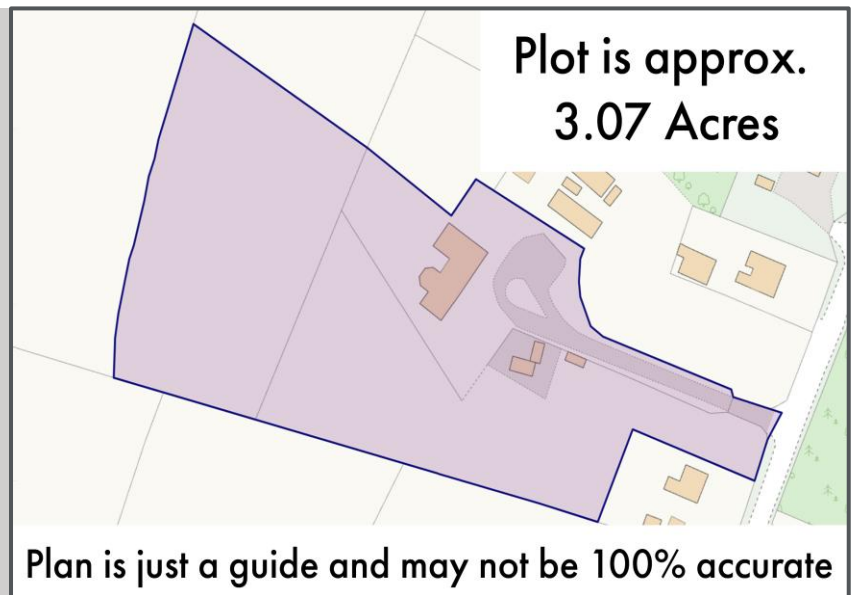 Plot is approx.
3.07 Acres
Plan is just a guide and may not be 100% accurate